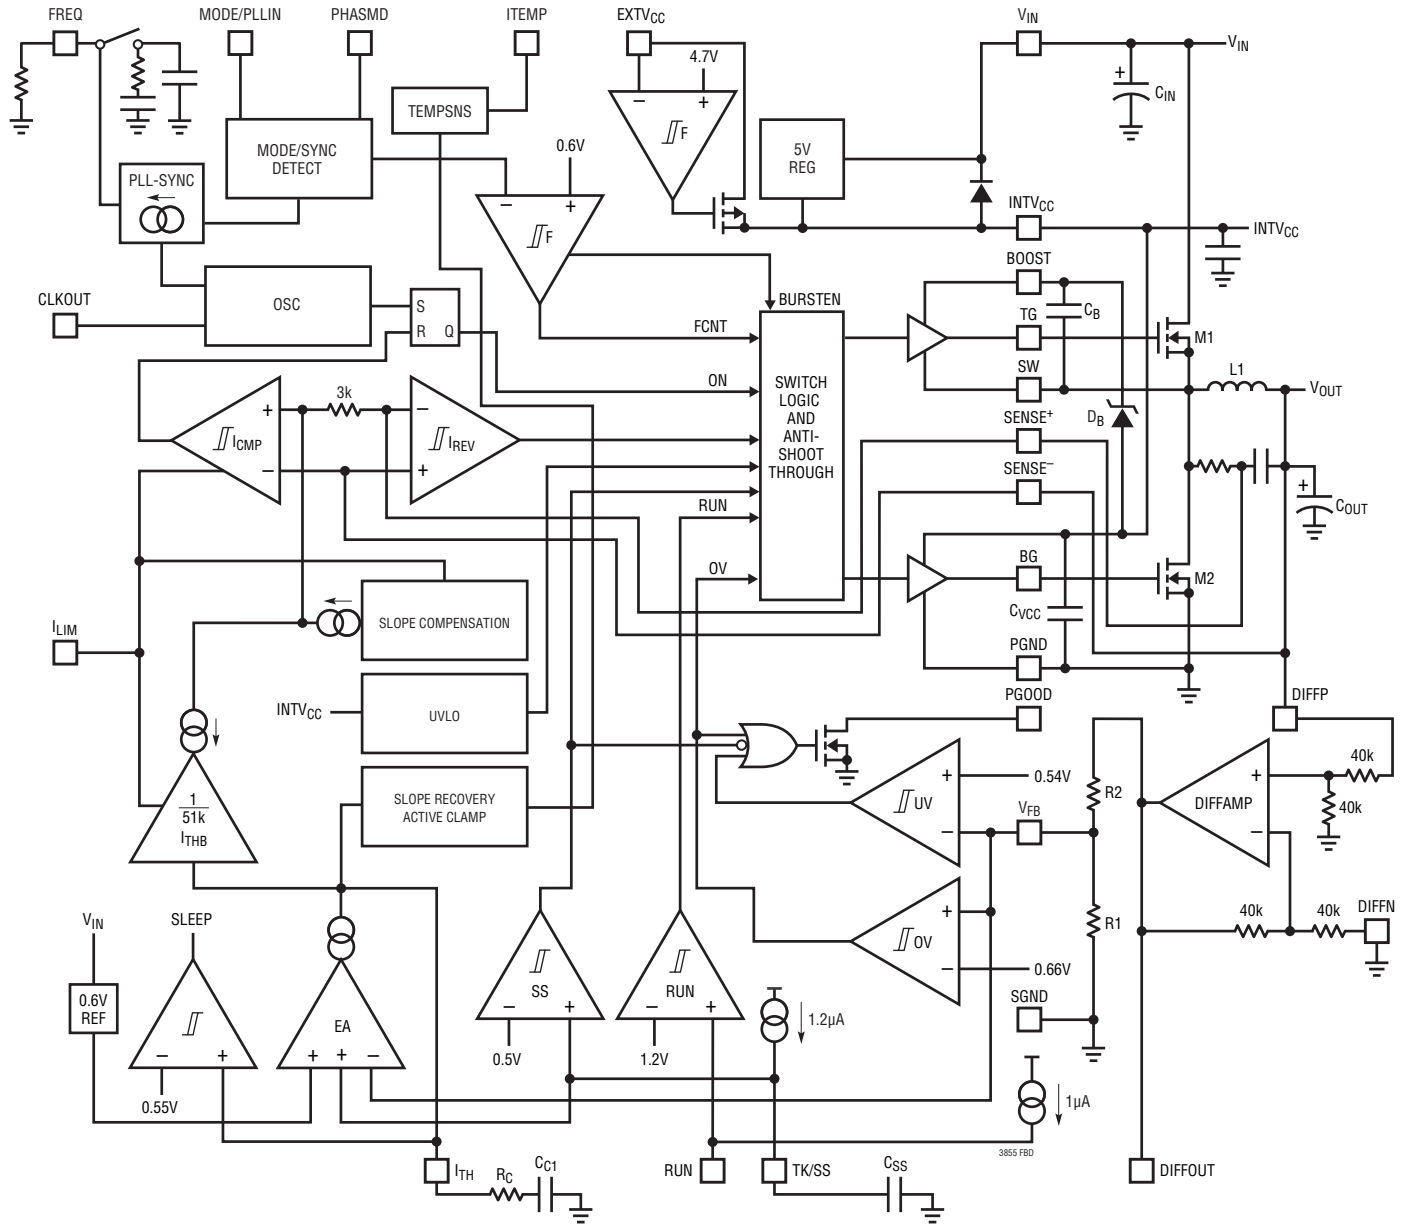 FREQ
MODE/PLLIN
PHASMD
ITEMP
EXTVCC
VIN
VIN
4.7V
+
CIN
TEMPSNS
−
+
F
MODE/SYNC
DETECT
0.6V
5V
REG
PLL-SYNC
−
+
F
INTVCC
INTVCC
BOOST
CLKOUT
OSC
S
R
Q
BURSTEN
FCNT
TG
CB
M1
ON
SW
L1
VOUT
SWITCH
LOGIC
AND
ANTI-
SHOOT
THROUGH
3k
+
−
ICMP
−
+
IREV
SENSE+
DB
SENSE−
+
COUT
RUN
OV
BG
M2
CVCC
ILIM
SLOPE COMPENSATION
PGND
INTVCC
UVLO
PGOOD
DIFFP
40k
+
0.54V
UV
−
VFB
R2
+
DIFFAMP
−
40k
SLOPE RECOVERY
ACTIVE CLAMP
1
51k
ITHB
VIN
SLEEP
+
OV
−
0.66V
R1
40k
40k
DIFFN
0.6V
REF
−
+
0.55V
EA
+
+
−
SS
−
+
0.5V
RUN
−
+
1.2V
1.2µA
SGND
1µA
3855 FBD
ITH
RC
CC1
RUN
TK/SS
CSS
DIFFOUT